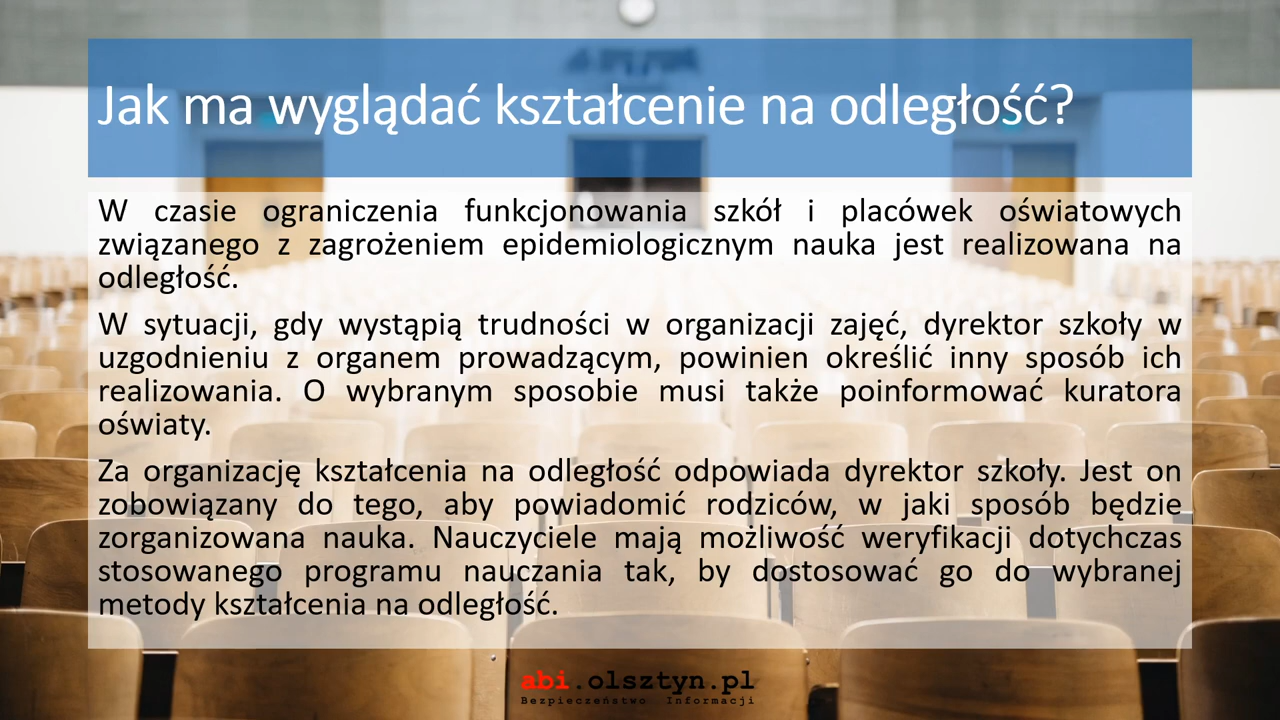 Jak ma wyglądać kształcenie na odległość?
W czasie ograniczenia funkcjonowania szkół i placówek oświatowych
związanego z zagrożeniem epidemiologicznym nauka jest realizowana na
odległość.
W sytuacji, gdy wystąpią trudności w organizacji zajęć, dyrektor szkoły w
uzgodnieniu z organem prowadzącym, powinien określić inny sposób ich
realizowania. O wybranym sposobie musi także poinformować kuratora
oświaty.
Za organizację kształcenia na odległość odpowiada dyrektor szkoły. Jest on
zobowiązany do tego, aby powiadomić rodziców, w jaki sposób będzie
zorganizowana nauka. Nauczyciele mają możliwość weryfikacji dotychczas
stosowanego programu nauczania tak, by dostosować go do wybranej
metody kształcenia na odległość.
abi.olsztyn.pl
Bezpieczeństwo Informacji